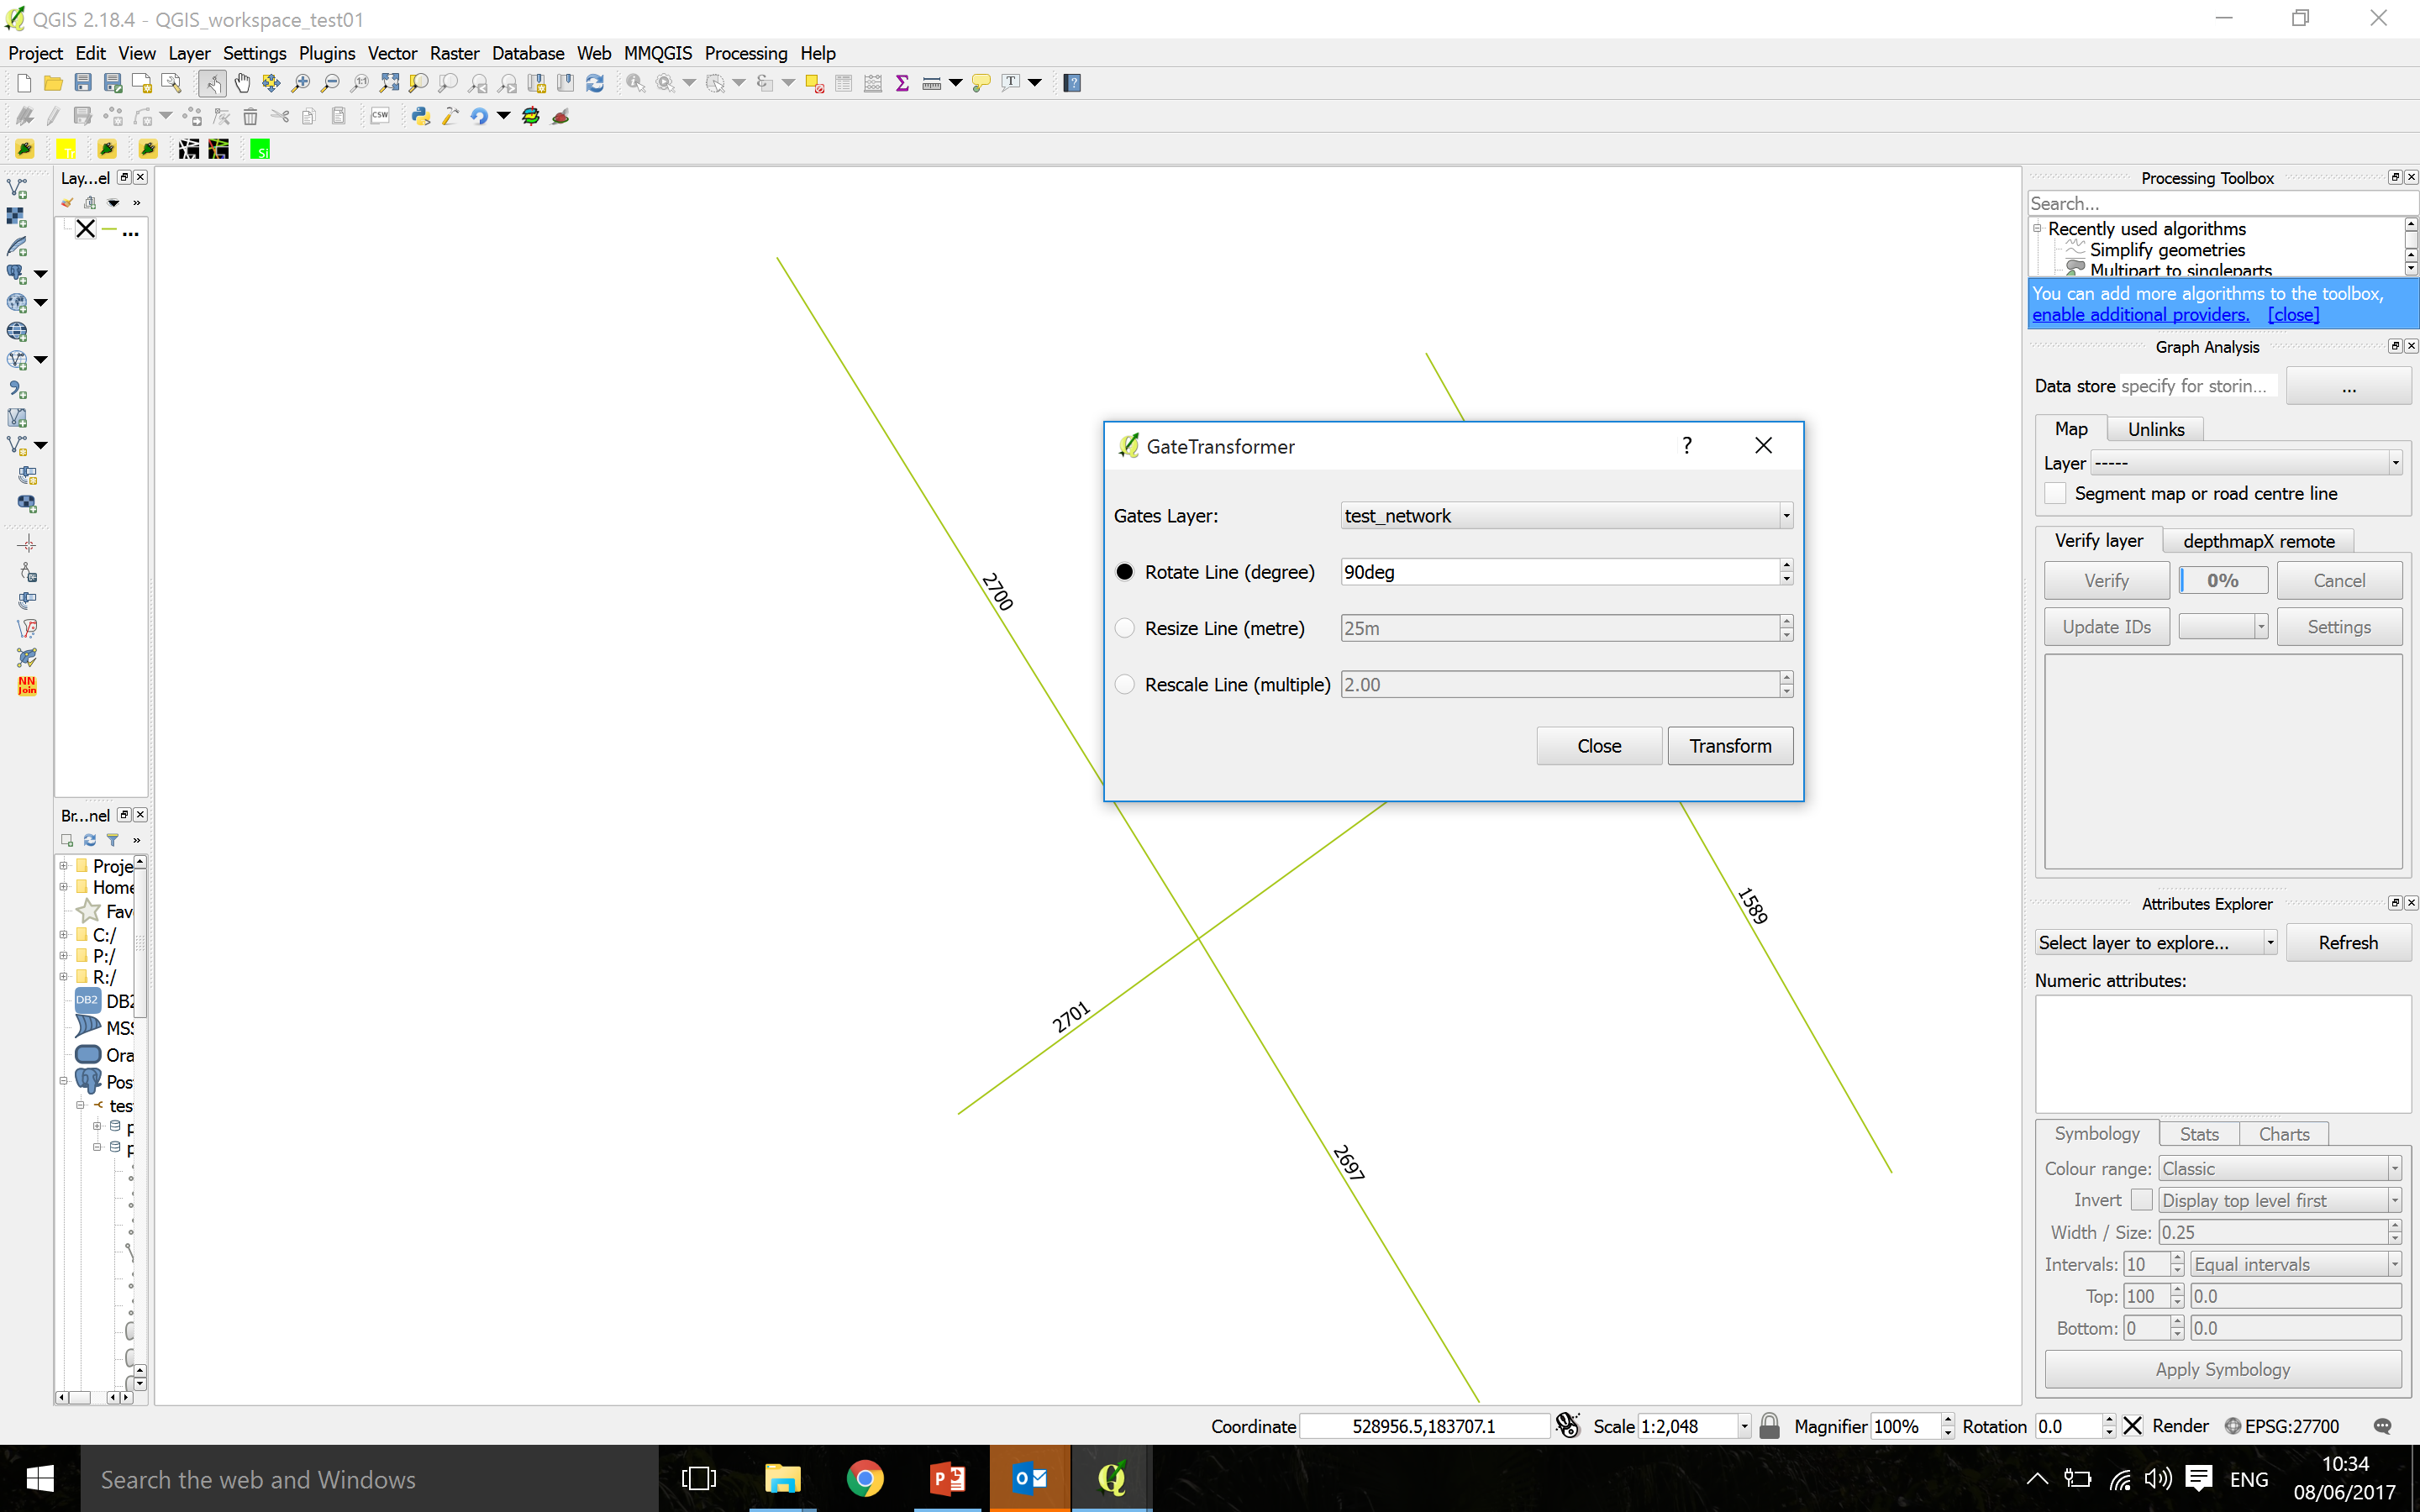 QGIS 2.18.4 - QGIS_workspace_test01
Project Edit View Layer Settings Plugins Vector Raster Database Web MMQGIS Processing Help
CSW
Si
Lay...el
...
NN
Join
2700
2701
2697
1589
GateTransformer
Gates Layer: test_network
Rotate Line (degree) 90deg
Resize Line (metre) 25m
Rescale Line (multiple) 2.00
Close Transform
Br...nel
Proje
Home
Fav
C:/
P:/
R:/
DB2 DB2
MSS
Ora
Pos
tes
Processing Toolbox
Search...
Recently used algorithms
Simplify geometries
Multipart to singleparts
You can add more algorithms to the toolbox,
enable additional providers. [close]
Graph Analysis
Data store specify for storin... ...
Map Unlinks
Layer -----
Segment map or road centre line
Verify layer depthmapX remote
Verify 0% Cancel
Update IDs Settings
Attributes Explorer
Select layer to explore... Refresh
Numeric attributes:
Symbology Stats Charts
Colour range: Classic
Invert Display top level first
Width / Size: 0.25
Intervals: 10 Equal intervals
Top: 100 0.0
Bottom: 0 0.0
Apply Symbology
Coordinate 528956.5,183707.1 Scale 1:2,048 Magnifier 100% Rotation 0.0 Render EPSG:27700
Search the web and Windows
ENG
10:34
08/06/2017